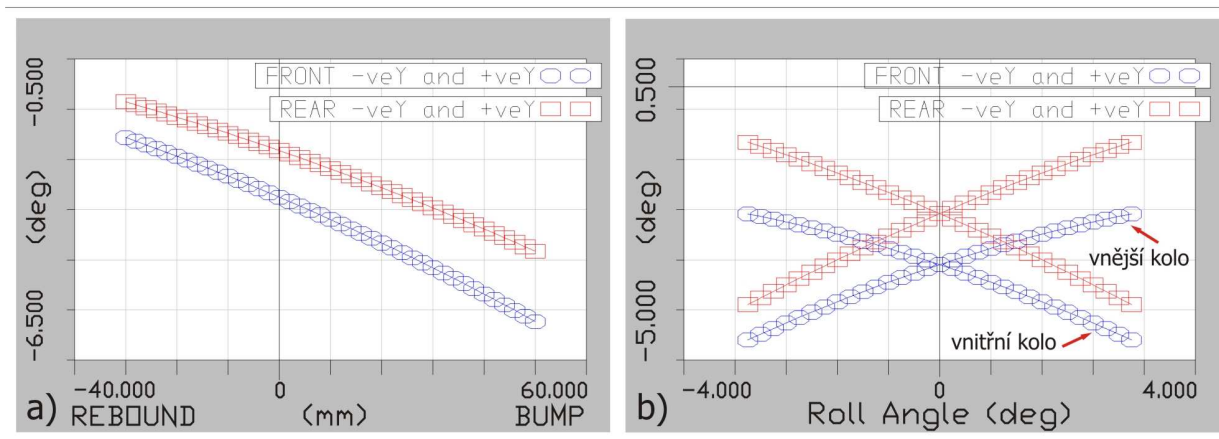 FRONT -veY and +veY
REAR -veY and +veY
-0.500
(deg)
-6.500
-40.000
0
60.000
a)
REBOUND
(mm)
BUMP
FRONT -veY and +veY
REAR -veY and +veY
0.500
(deg)
-5.000
vnější kolo
vnitřní kolo
-4.000
0
4.000
b)
Roll Angle (deg)